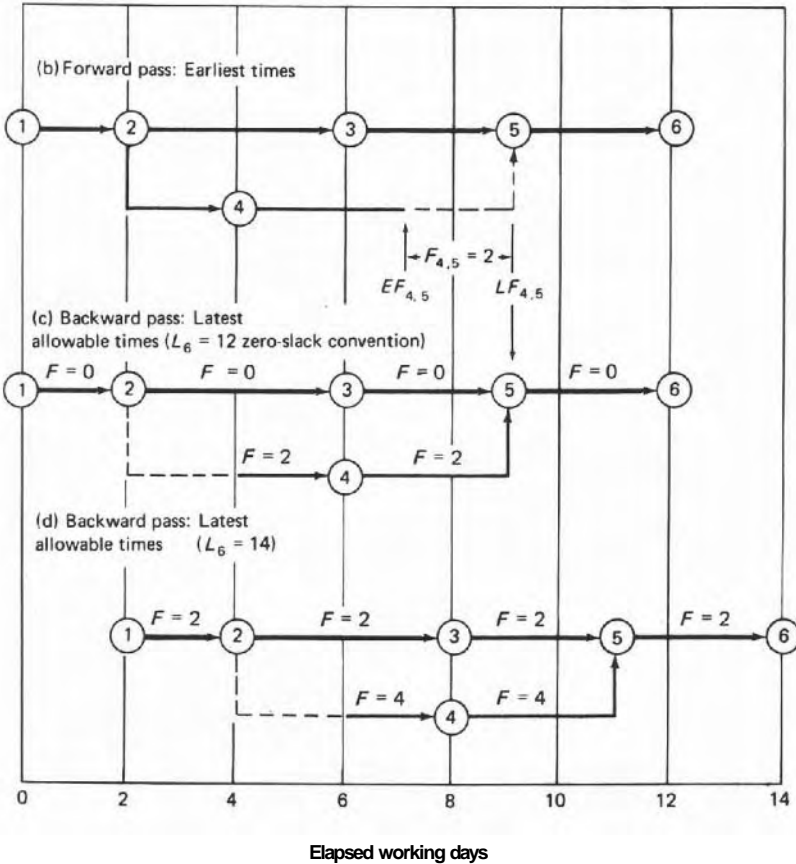 (b) Forward pass: Earliest times
1 2 3 5 6
4
F4,5 = 2
EF4,5 LF4,5
(c) Backward pass: Latest
allowable times (L6 = 12 zero-slack convention)
F = 0 F = 0 F = 0 F = 0
1 2 3 5 6
F = 2 F = 2
4
(d) Backward pass: Latest
allowable times (L6 = 14)
F = 2 F = 2 F = 2 F = 2
1 2 3 5 6
F = 4 F = 4
4
0 2 4 6 8 10 12 14
Elapsed working days